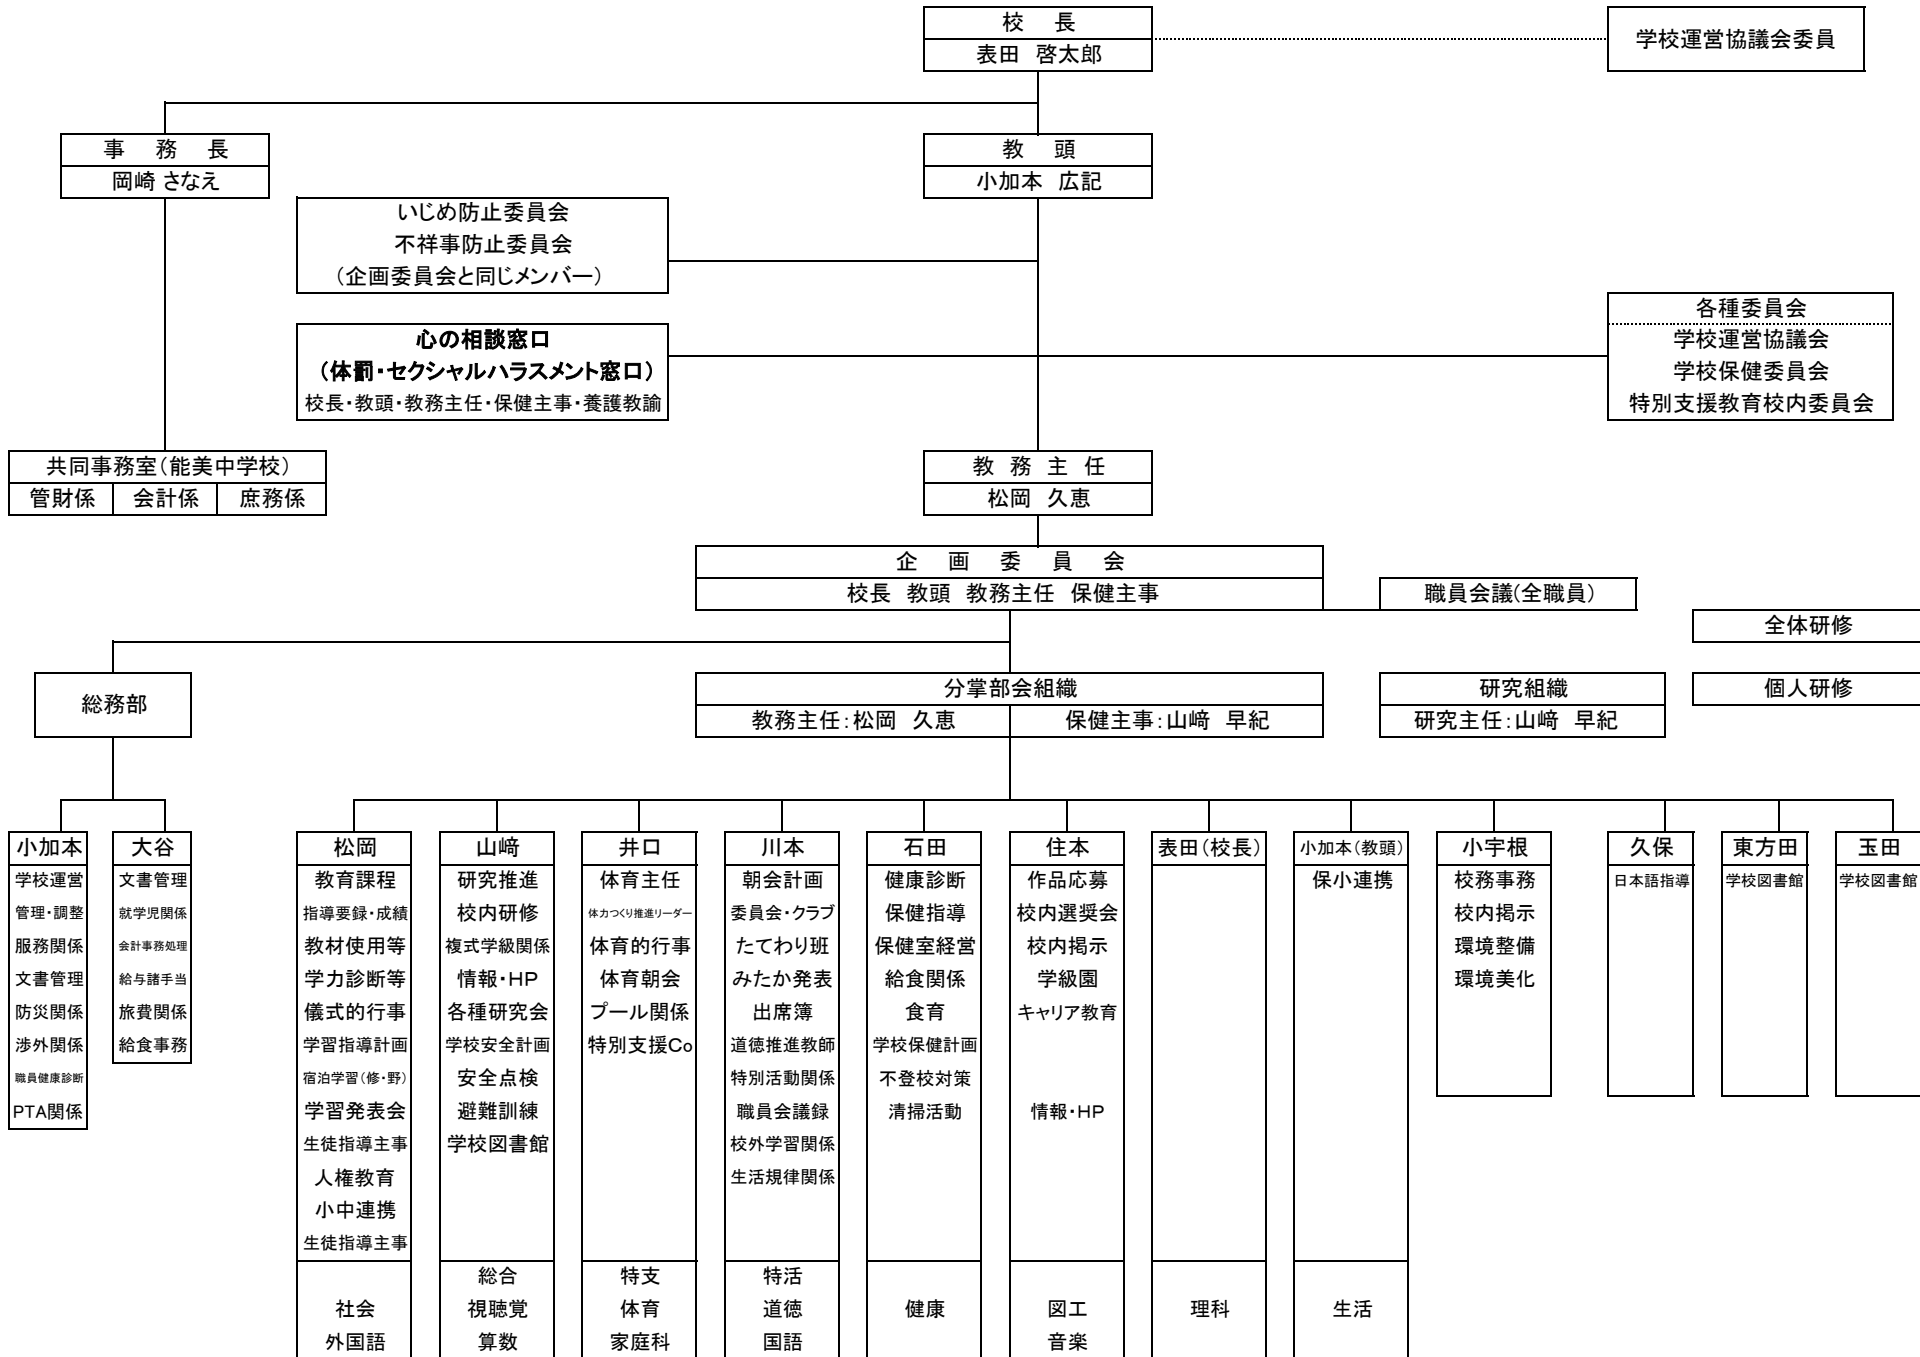 校　長
表田　啓太郎
学校運営協議会委員
事　務　長
岡崎 さなえ
教　頭
小加本　広記
いじめ防止委員会
不祥事防止委員会
（企画委員会と同じメンバー）
心の相談窓口
（体罰・セクシャルハラスメント窓口）
校長・教頭・教務主任・保健主事・養護教諭
各種委員会
学校運営協議会
学校保健委員会
特別支援教育校内委員会
共同事務室（能美中学校）
管財係　会計係　庶務係
教　務　主　任
松岡　久恵
企　画　委　員　会
校長　教頭　教務主任　保健主事
職員会議(全職員)
全体研修
総務部
分掌部会組織
教務主任：松岡　久恵　保健主事：山﨑　早紀
研究組織
研究主任：山﨑　早紀
個人研修
小加本
学校運営
管理・調整
服務関係
文書管理
防災関係
渉外関係
職員健康診断
PTA関係
大谷
文書管理
就学児関係
会計事務処理
給与諸手当
旅費関係
給食事務
松岡
教育課程
指導要録・成績
教材使用等
学力診断等
儀式的行事
学習指導計画
宿泊学習（修・野）
学習発表会
生徒指導主事
人権教育
小中連携
生徒指導主事
社会
外国語
山﨑
研究推進
校内研修
複式学級関係
情報・HP
各種研究会
学校安全計画
安全点検
避難訓練
学校図書館
総合
視聴覚
算数
井口
体育主任
体力つくり推進リーダー
体育的行事
体育朝会
プール関係
特別支援Co
特支
体育
家庭科
川本
朝会計画
委員会・クラブ
たてわり班
みたか発表
出席簿
道徳推進教師
特別活動関係
職員会議録
校外学習関係
生活規律関係
特活
道徳
国語
石田
健康診断
保健指導
保健室経営
給食関係
食育
学校保健計画
不登校対策
清掃活動
健康
住本
作品応募
校内選奨会
校内掲示
学級園
キャリア教育
情報・HP
図工
音楽
表田（校長）
理科
小加本（教頭）
保小連携
生活
小宇根
校務事務
校内掲示
環境整備
環境美化
久保
日本語指導
東方田
学校図書館
玉田
学校図書館